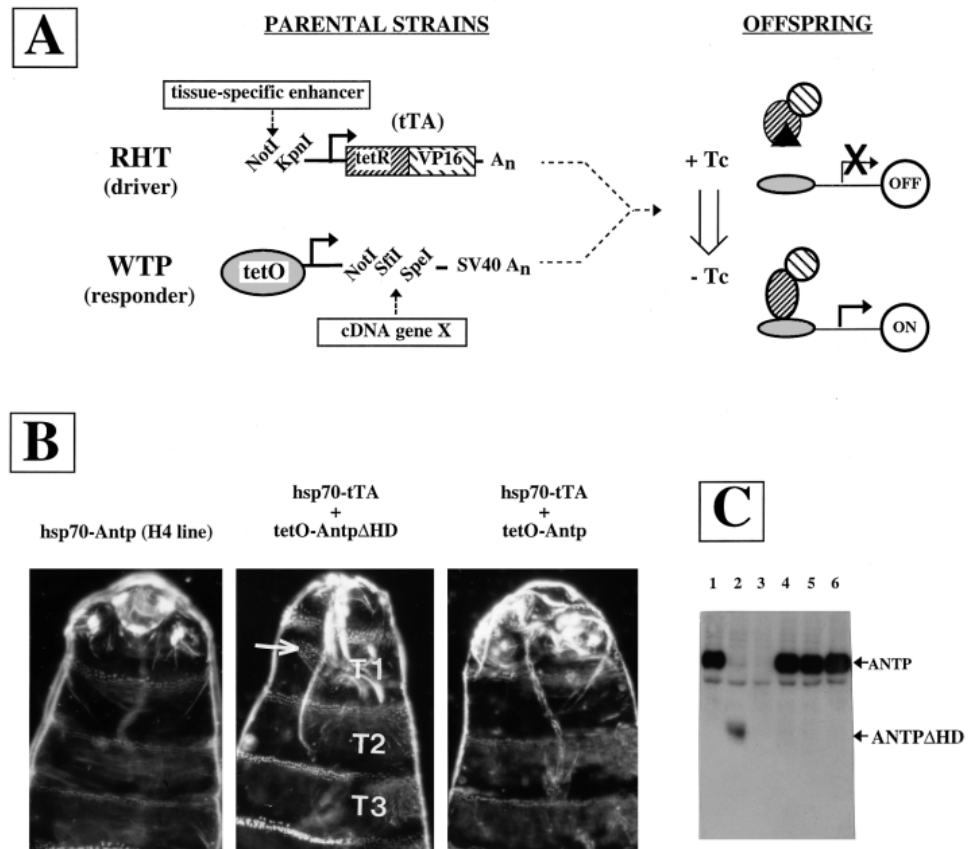 A
PARENTAL STRAINS
OFFSPRING
tissue-specific enhancer
NotI
KpnI
(tTA)
RHT
(driver)
tetR
VP16
An
+ Tc
X
OFF
WTP
(responder)
tetO
NotI
SfiI
SpeI
SV40 An
- Tc
cDNA gene X
ON
B
hsp70-Antp (H4 line)
hsp70-tTA
+
tetO-AntpΔHD
hsp70-tTA
+
tetO-Antp
T1
T2
T3
C
1 2 3 4 5 6
ANTP
ANTPΔHD